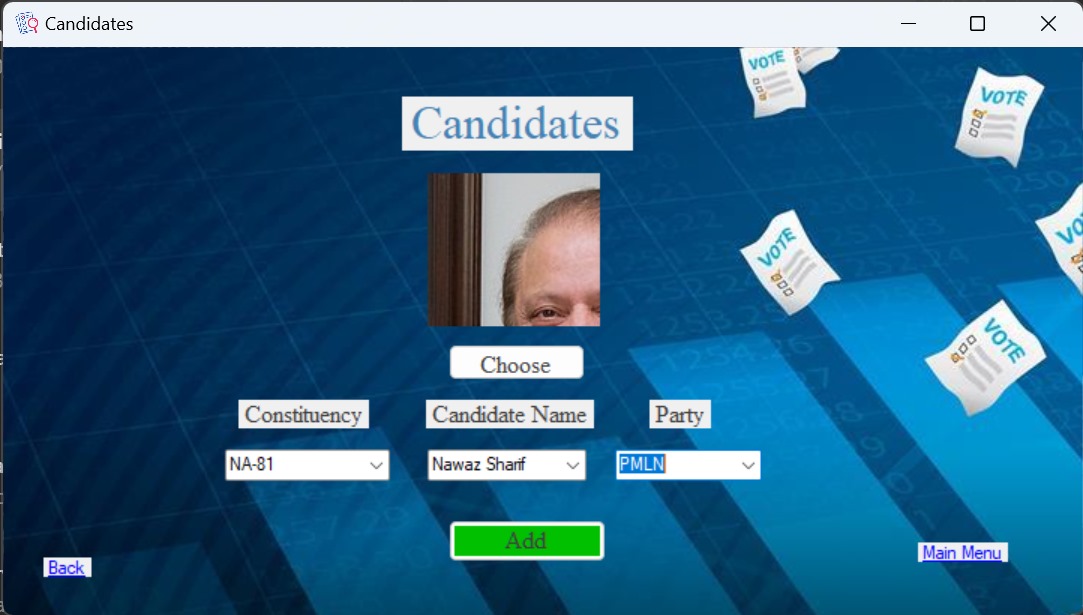 Candidates
VOTE
VOTE
Candidates
VOTE
VOTE
Choose
Constituency Candidate Name Party
NA-81 Nawaz Sharif PMLN
Add
Back
Main Menu